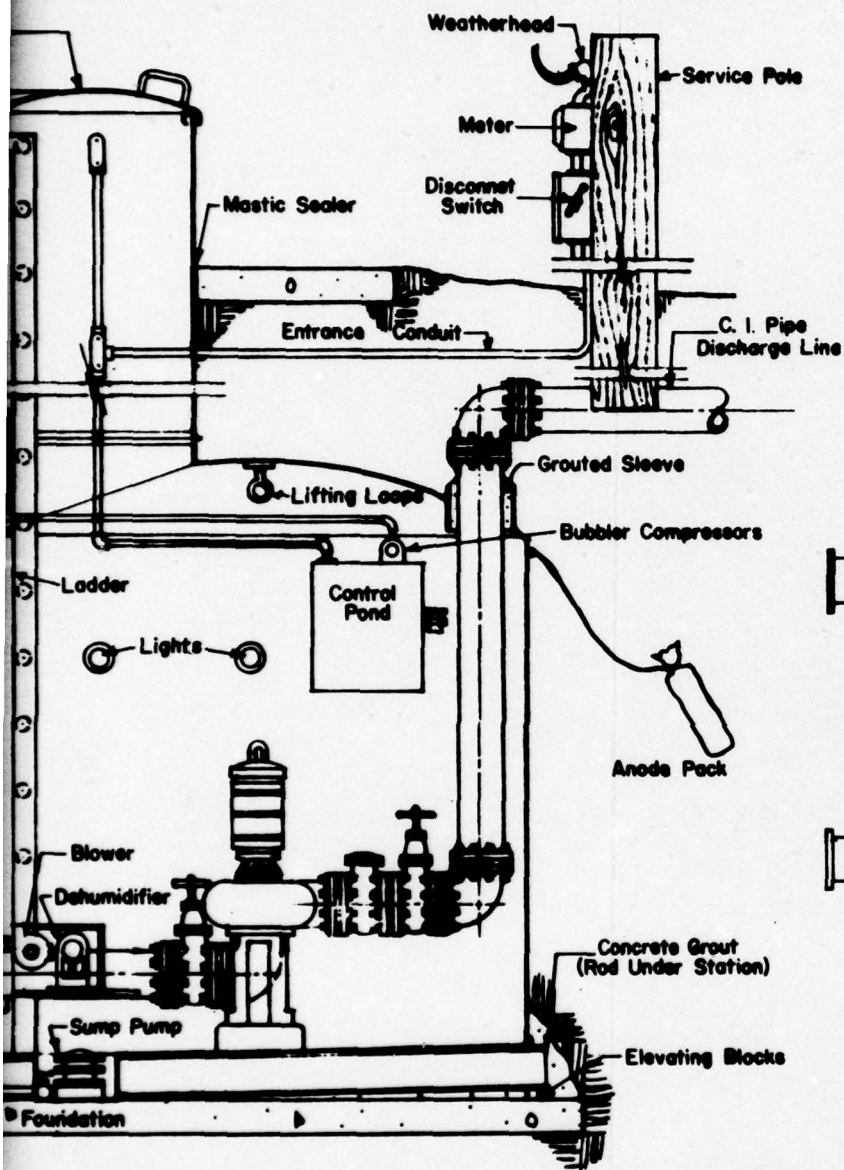 Weatherhead
Service Pole
Meter
Disconnet
Switch
Mastic Sealer
Entrance Conduit
C. I. Pipe
Discharge Line
Grouted Sleeve
Lifting Loops
Bubbler Compressors
Ladder
Control
Pond
Lights
Anode Pack
Blower
Dehumidifier
Concrete Grout
(Rod Under Station)
Sump Pump
Elevating Blocks
Foundation